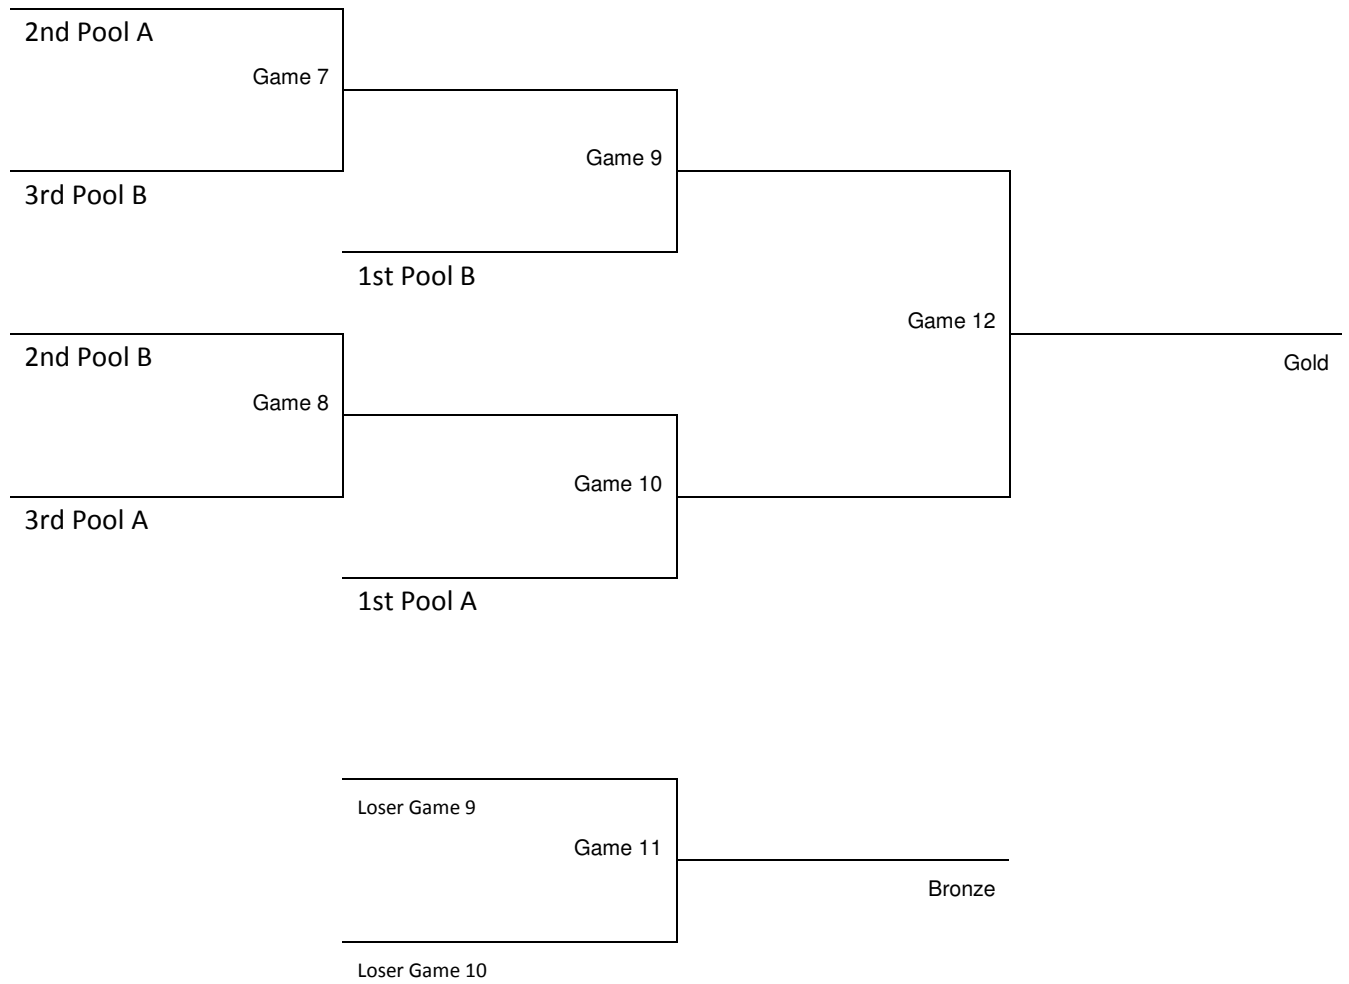 2nd Pool A
Game 7
Game 9
3rd Pool B
1st Pool B
Game 12
2nd Pool B
Gold
Game 8
Game 10
3rd Pool A
1st Pool A
Loser Game 9
Game 11
Bronze
Loser Game 10